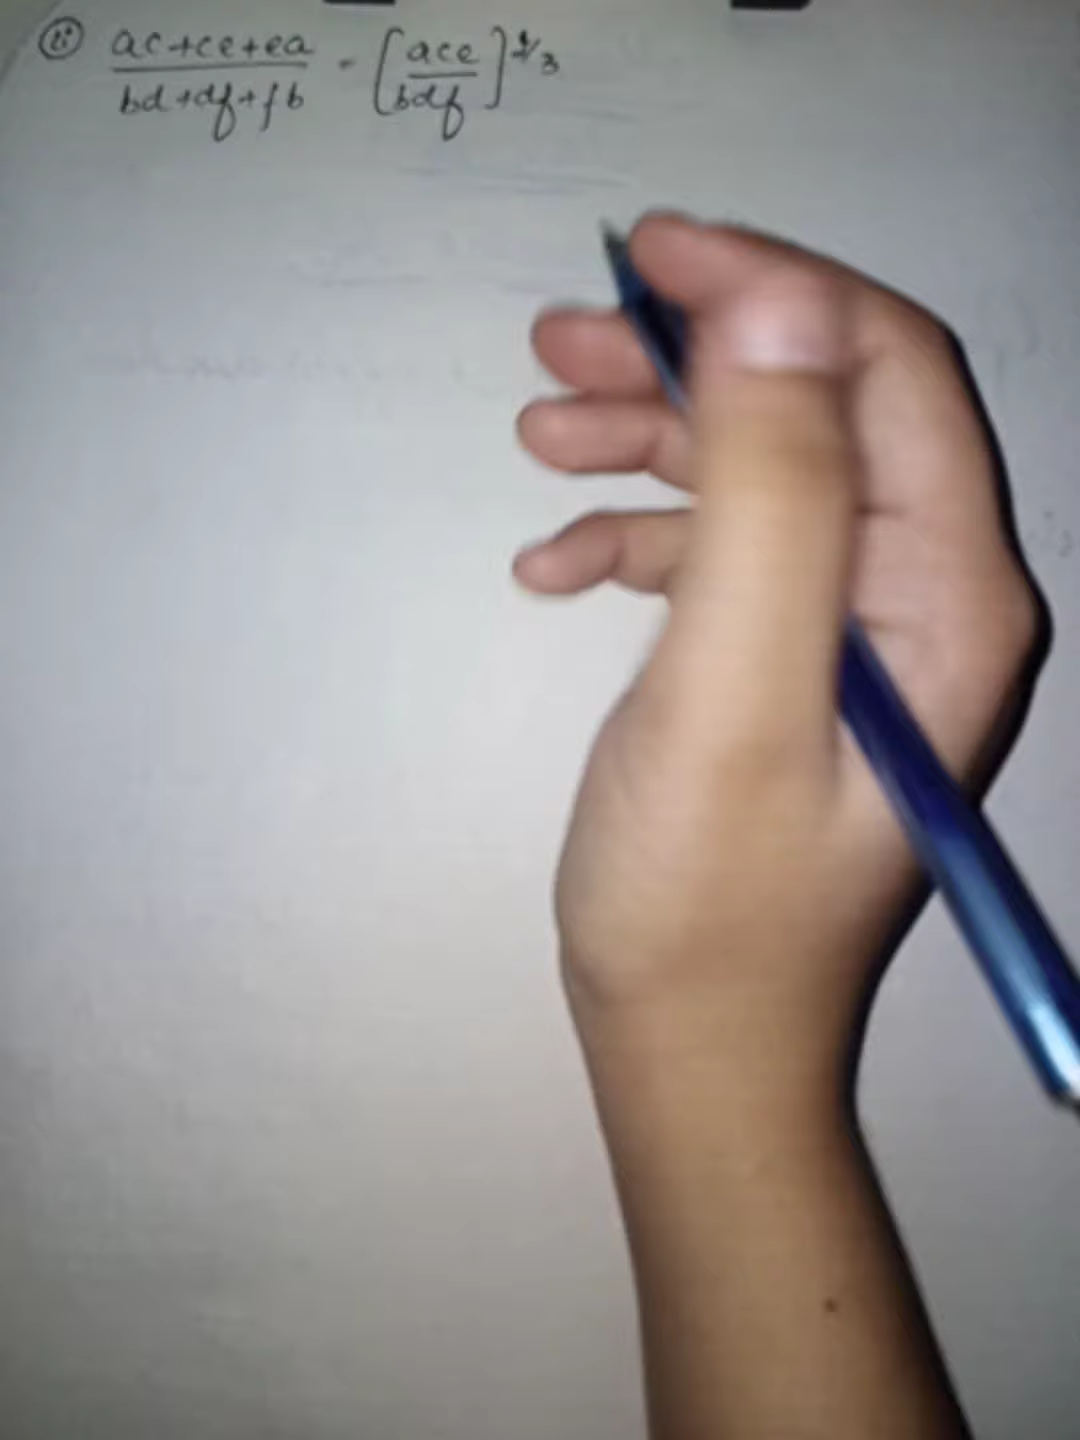 (ii) (ac+ce+ea)/(bd+df+fb) = [ace/bdf]^2/3